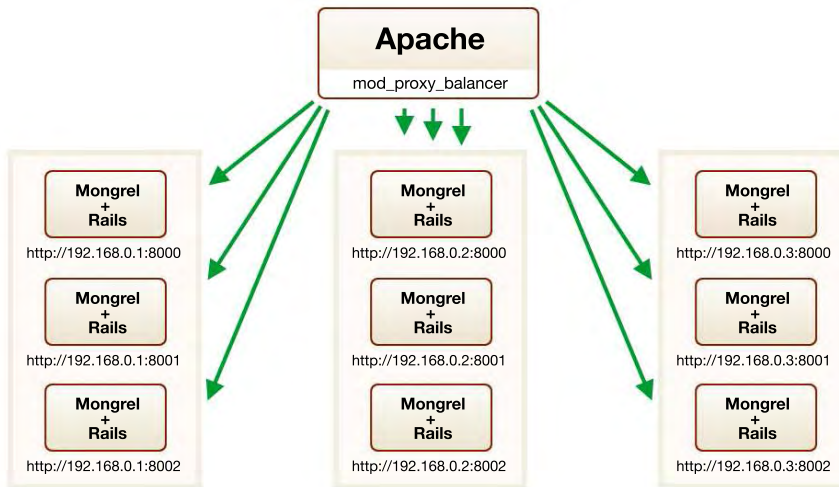 Apache
mod_proxy_balancer
Mongrel
+
Rails
http://192.168.0.1:8000
Mongrel
+
Rails
http://192.168.0.1:8001
Mongrel
+
Rails
http://192.168.0.1:8002
Mongrel
+
Rails
http://192.168.0.2:8000
Mongrel
+
Rails
http://192.168.0.2:8001
Mongrel
+
Rails
http://192.168.0.2:8002
Mongrel
+
Rails
http://192.168.0.3:8000
Mongrel
+
Rails
http://192.168.0.3:8001
Mongrel
+
Rails
http://192.168.0.3:8002